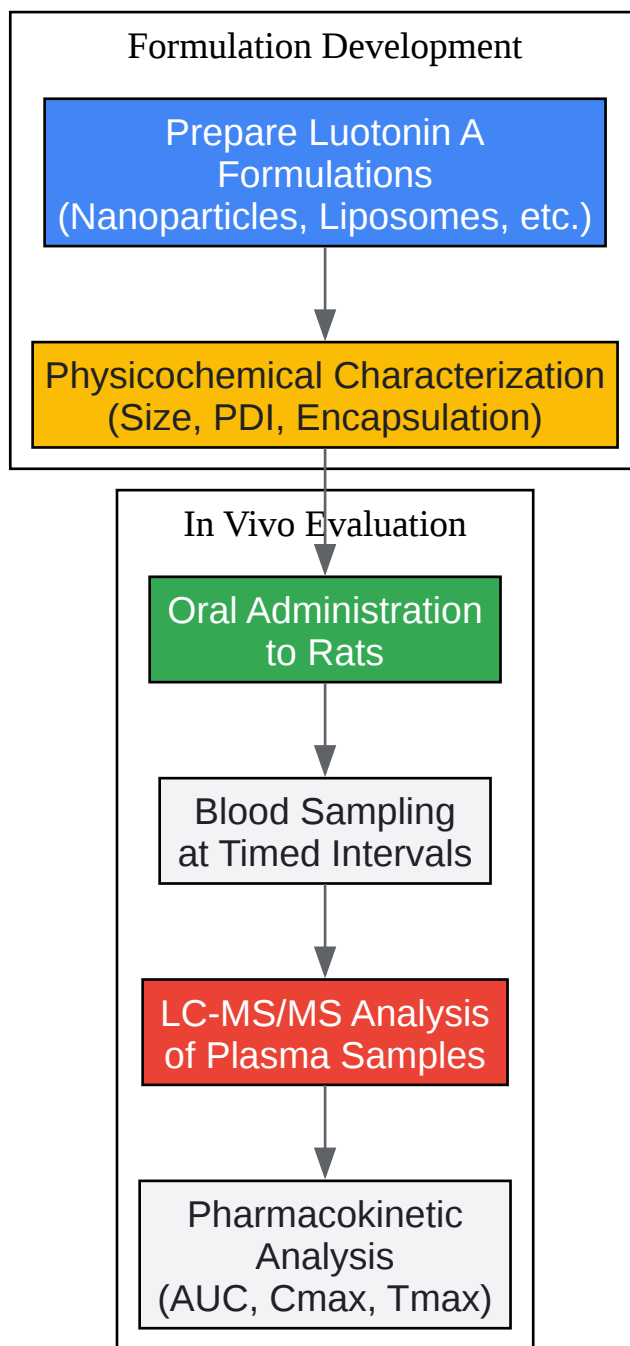 Formulation Development
Prepare Luotonin A
Formulations
(Nanoparticles, Liposomes, etc.)
Physicochemical Characterization
(Size, PDI, Encapsulation)
In Vivo Evaluation
Oral Administration
to Rats
Blood Sampling
at Timed Intervals
LC-MS/MS Analysis
of Plasma Samples
Pharmacokinetic
Analysis
(AUC, Cmax, Tmax)